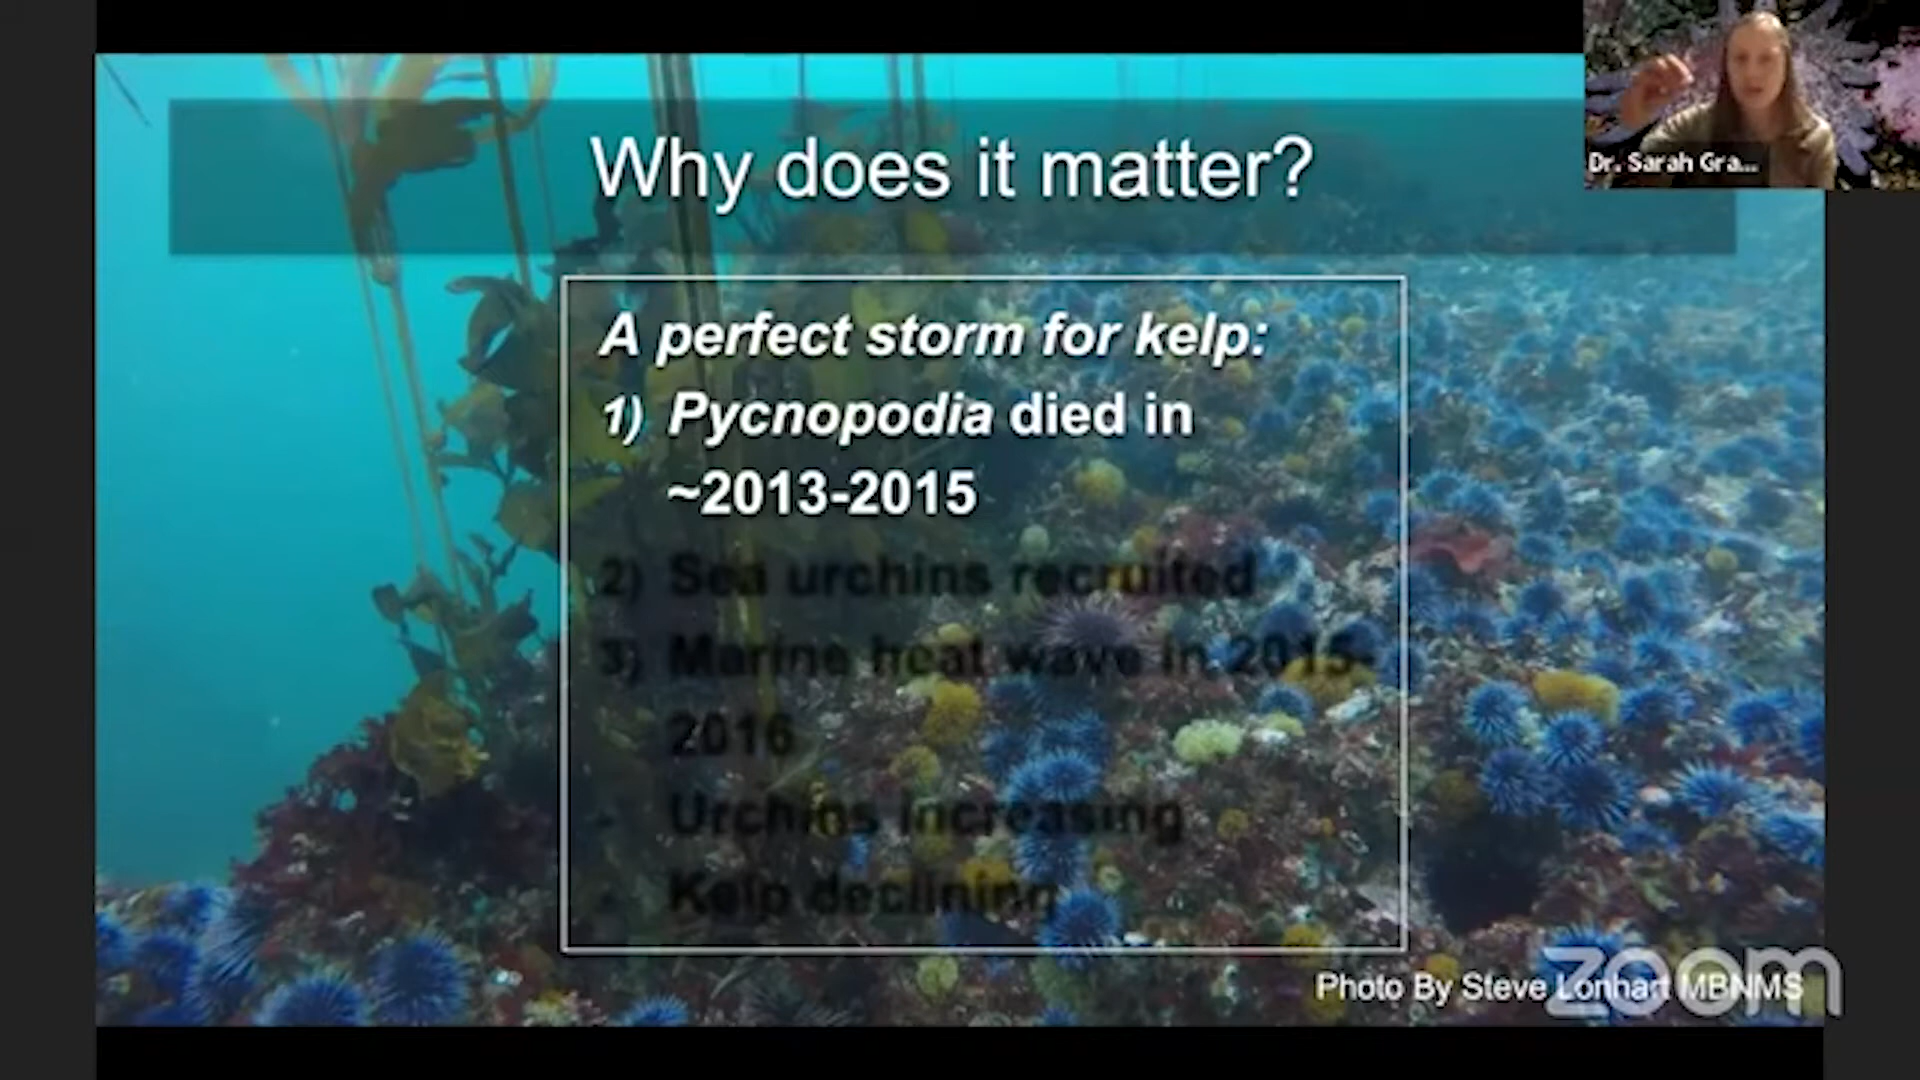 Why does it matter?
Dr. Sarah Gra...
A perfect storm for kelp:
1) Pycnopodia died in
~2013-2015
2) Sea urchins recruited
3) Marine heat wave in 2015-
2016
- Urchins increasing
- Kelp declining
Photo By Steve Lonhart MBNMS
zoom